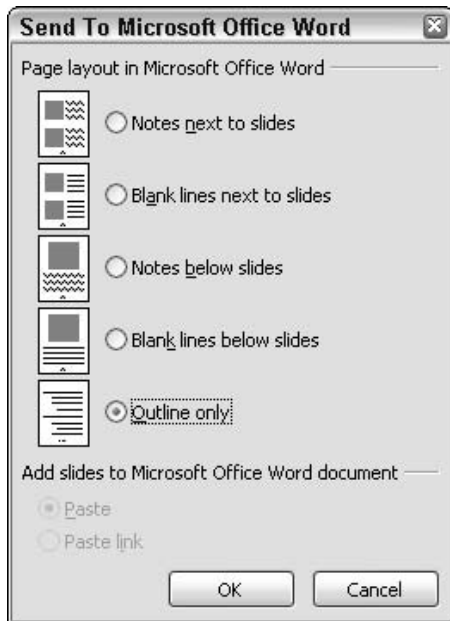 Send To Microsoft Office Word
Page layout in Microsoft Office Word
Notes next to slides
Blank lines next to slides
Notes below slides
Blank lines below slides
Outline only
Add slides to Microsoft Office Word document
Paste
Paste link
OK
Cancel